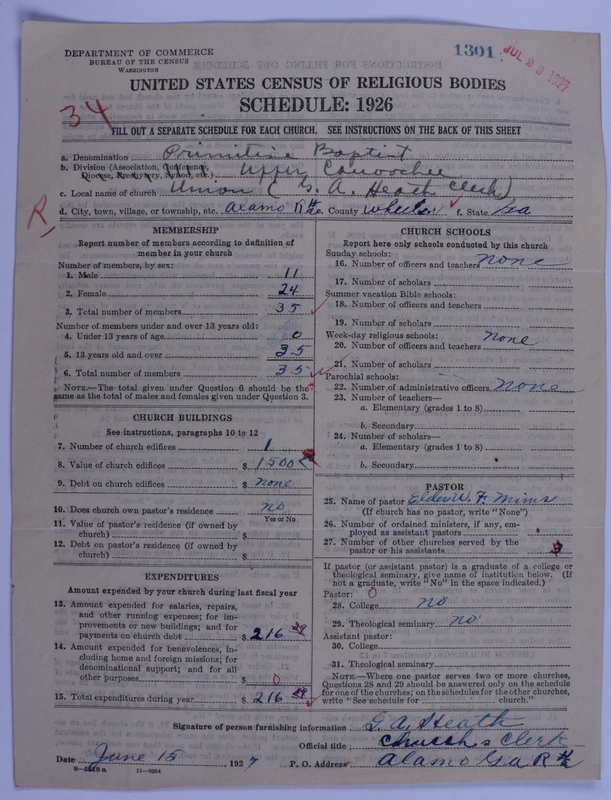 DEPARTMENT OF COMMERCE
BUREAU OF THE CENSUS
WASHINGTON
1301
JUL 29 1927
UNITED STATES CENSUS OF RELIGIOUS BODIES
SCHEDULE: 1926
34
FILL OUT A SEPARATE SCHEDULE FOR EACH CHURCH. SEE INSTRUCTIONS ON THE BACK OF THIS SHEET
a. Denomination Primitive Baptist
b. Division (Association, Conference, Diocese, Presbytery, Synod, etc.) Upper Canoochee
c. Local name of church Union (G. A. Heath Clerk)
R
d. City, town, village, or township, etc. Alamo R #2 e. County Wheeler f. State Ga
MEMBERSHIP
Report number of members according to definition of
member in your church
Number of members, by sex:
1. Male 11
2. Female 24
3. Total number of members 35
Number of members under and over 13 years old:
4. Under 13 years of age 0
5. 13 years old and over 35
6. Total number of members 35
NOTE.—The total given under Question 6 should be the
same as the total of males and females given under Question 3.
CHURCH BUILDINGS
See instructions, paragraphs 10 to 12
7. Number of church edifices 1
8. Value of church edifices $ 1500
9. Debt on church edifices $ none
10. Does church own pastor's residence no
Yes or No
11. Value of pastor's residence (if owned by
church) $
12. Debt on pastor's residence (if owned by
church) $
EXPENDITURES
Amount expended by your church during last fiscal year
13. Amount expended for salaries, repairs,
and other running expenses; for im-
provements or new buildings; and for
payments on church debt $ 216
14. Amount expended for benevolences, in-
cluding home and foreign missions; for
denominational support; and for all
other purposes $ 0
15. Total expenditures during year $ 216
CHURCH SCHOOLS
Report here only schools conducted by this church
Sunday schools:
16. Number of officers and teachers none
17. Number of scholars
Summer vacation Bible schools:
18. Number of officers and teachers
19. Number of scholars
Week-day religious schools:
20. Number of officers and teachers none
21. Number of scholars
Parochial schools:
22. Number of administrative officers none
23. Number of teachers—
a. Elementary (grades 1 to 8)
b. Secondary
24. Number of scholars—
a. Elementary (grades 1 to 8)
b. Secondary
PASTOR
25. Name of pastor Elder W. F. Mims
(If church has no pastor, write "None")
26. Number of ordained ministers, if any, em-
ployed as assistant pastors
27. Number of other churches served by the
pastor or his assistants
If pastor (or assistant pastor) is a graduate of a college or
theological seminary, give name of institution below. (If
not a graduate, write "No" in the space indicated.)
Pastor: 0
28. College no
29. Theological seminary no
Assistant pastor:
30. College
31. Theological seminary
NOTE.—Where one pastor serves two or more churches,
Questions 28 and 29 should be answered only on the schedule
for one of the churches; on the schedules for the other churches,
write "See schedule for church."
Signature of person furnishing information G. A. Heath
Official title Church, s Clerk
Date June 15, 1927 P. O. Address Alamo Ga R #2
8—5549a 11—8664